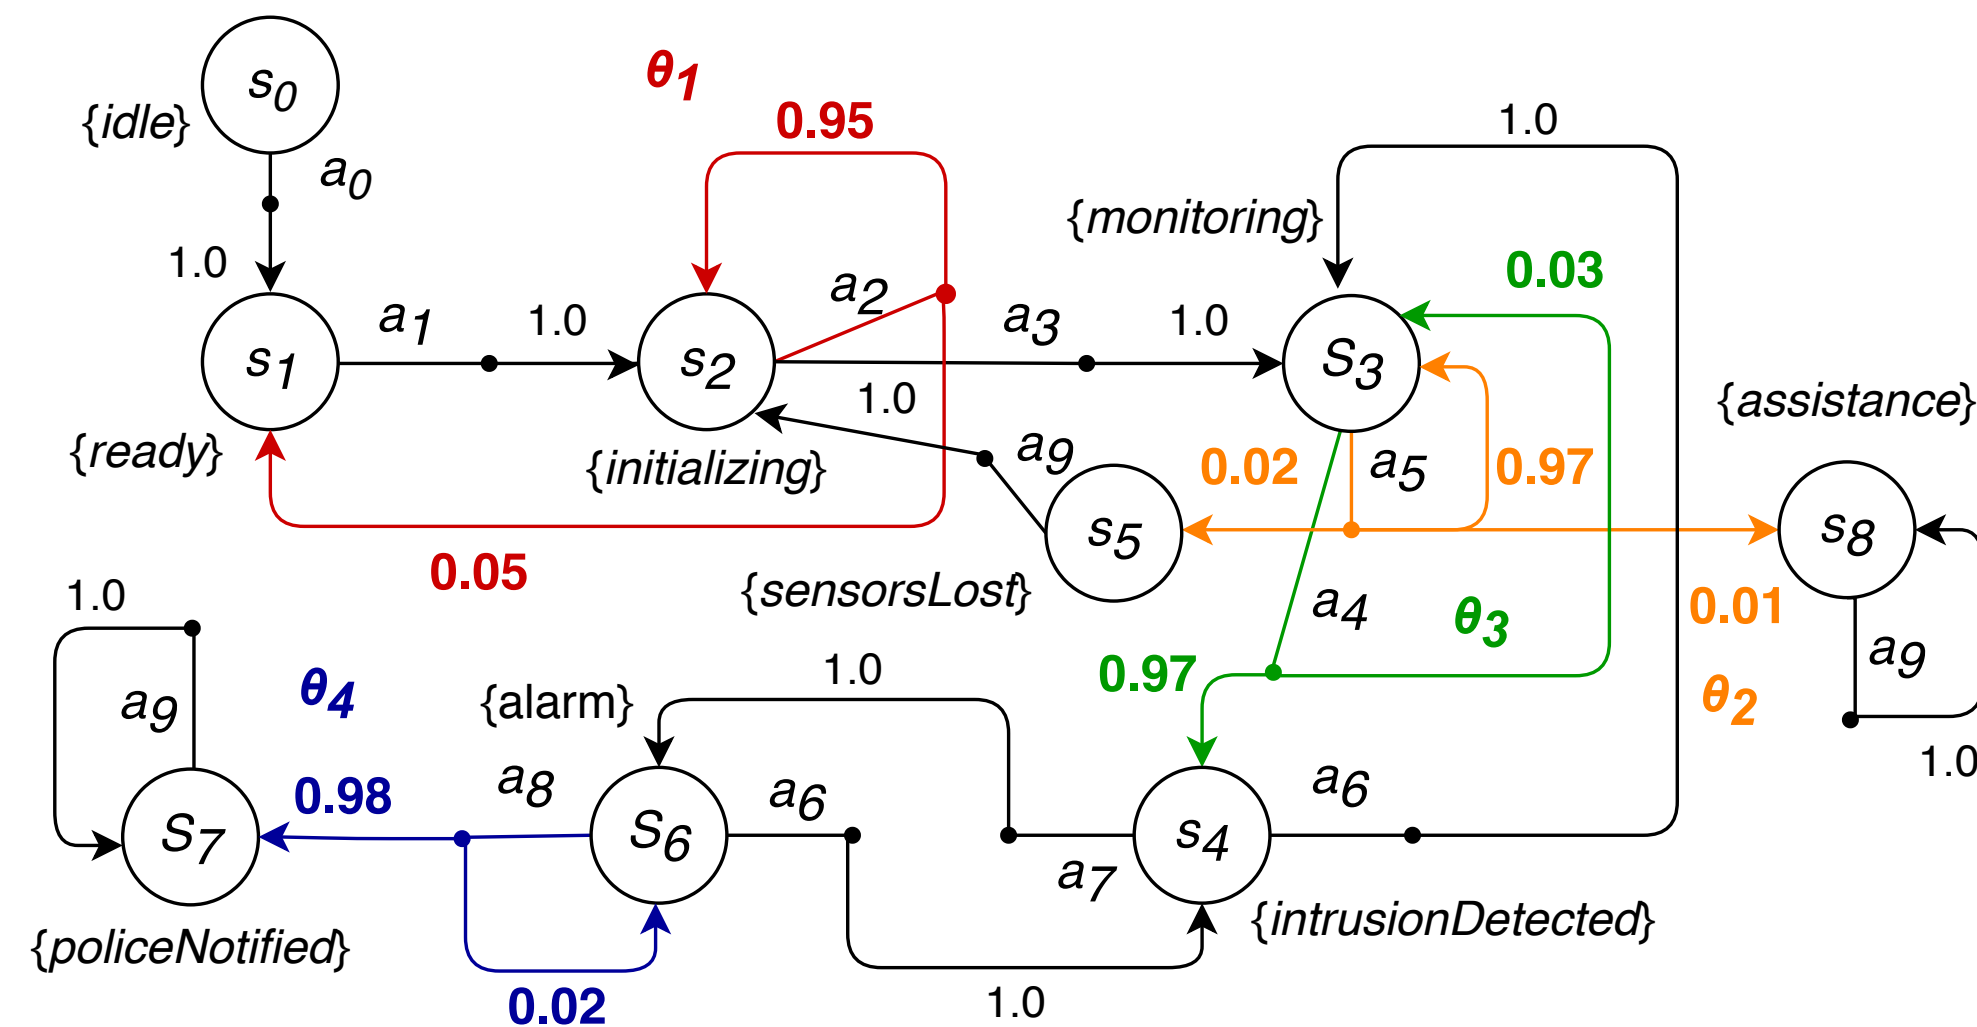 s0
{idle}
a0
1.0
θ1
0.95
1.0
{monitoring}
0.03
s1
a1
1.0
s2
a2
a3
1.0
S3
{ready}
{initializing}
1.0
a9
s5
{sensorsLost}
0.02
a5
0.97
{assistance}
s8
0.05
a4
θ3
0.97
0.01
θ2
a9
1.0
1.0
a9
θ4
{alarm}
1.0
S7
0.98
a8
S6
a6
a7
s4
a6
{policeNotified}
0.02
1.0
{intrusionDetected}